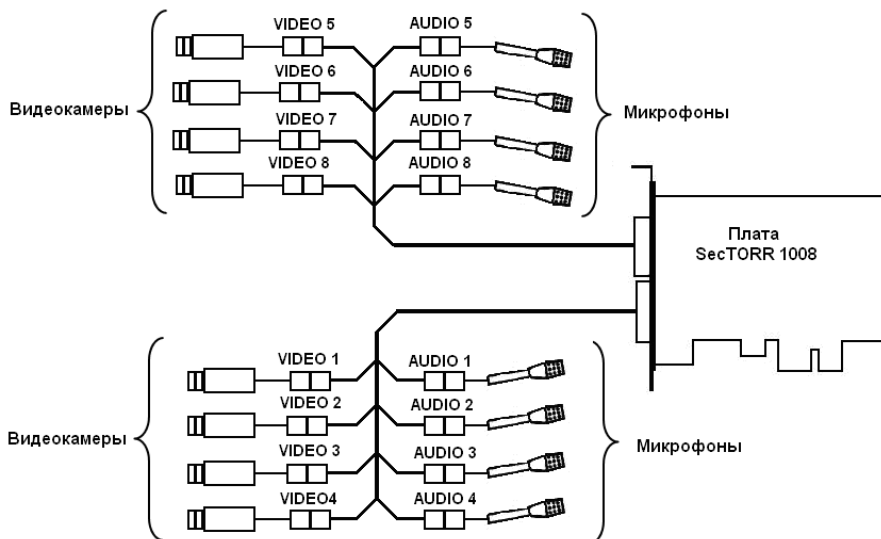 VIDEO 5
AUDIO 5
VIDEO 6
AUDIO 6
Видеокамеры
Микрофоны
VIDEO 7
AUDIO 7
VIDEO 8
AUDIO 8
Плата
SecTORR 1008
VIDEO 1
AUDIO 1
VIDEO 2
AUDIO 2
Видеокамеры
Микрофоны
VIDEO 3
AUDIO 3
VIDEO4
AUDIO 4